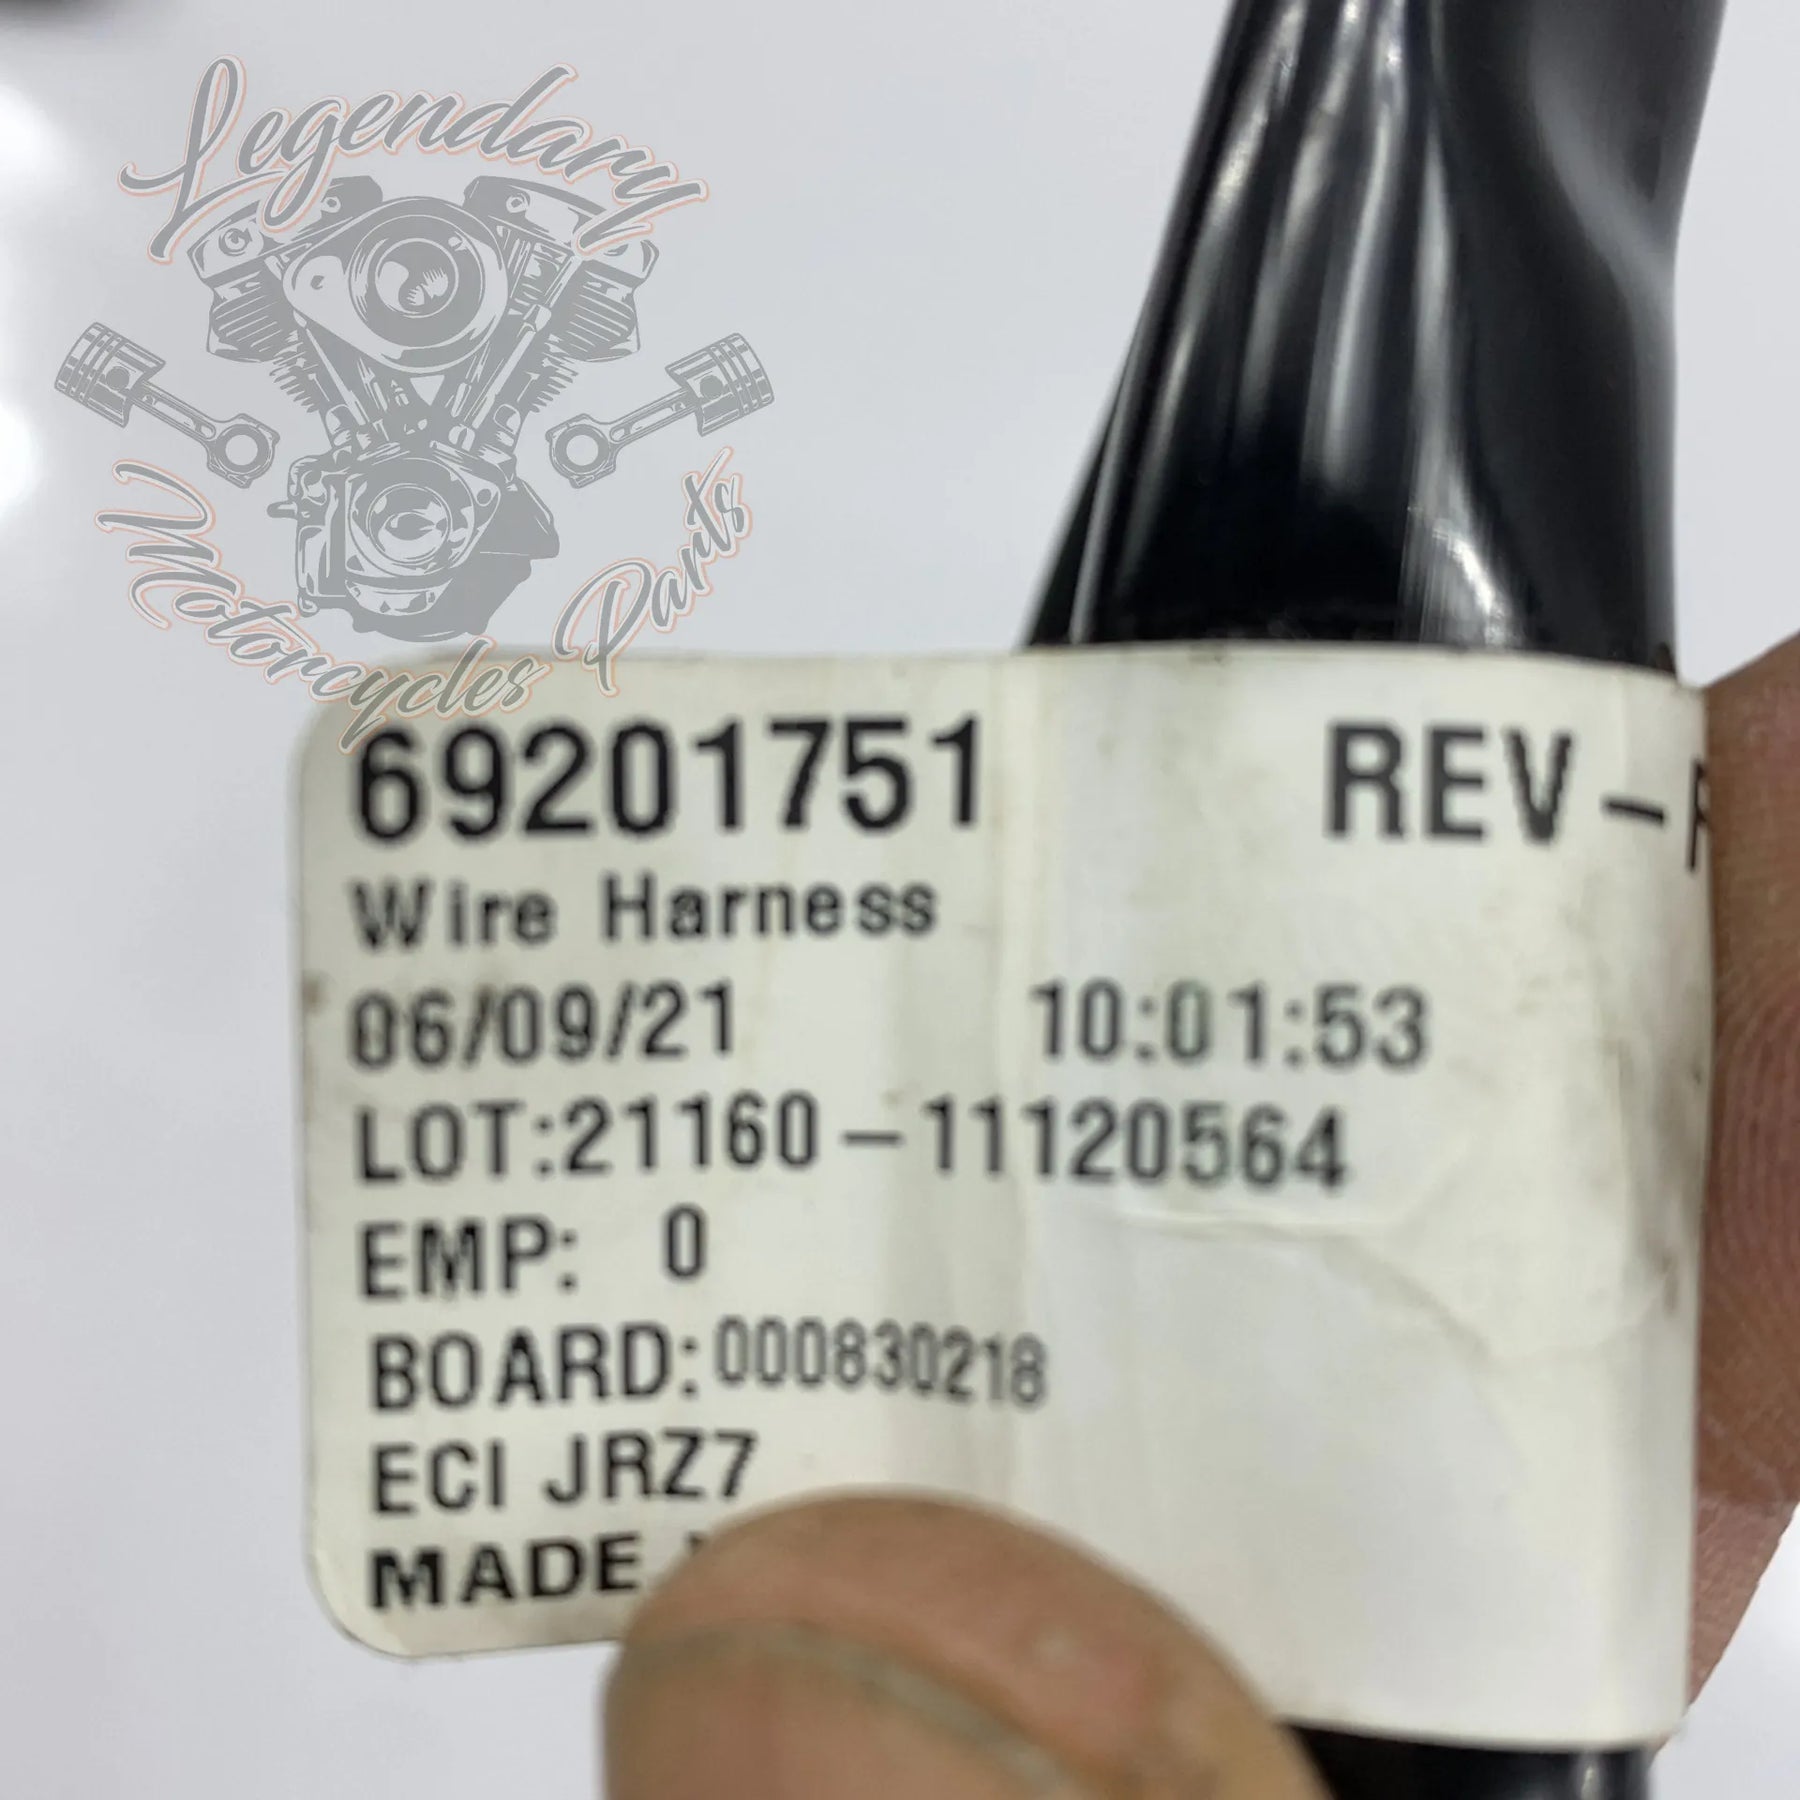 Legendary
Motorcycles Parts
69201751 REV-
Wire Harness
06/09/21 10:01:53
LOT:21160-11120564
EMP: 0
BOARD:000830218
ECI JRZ7
MADE